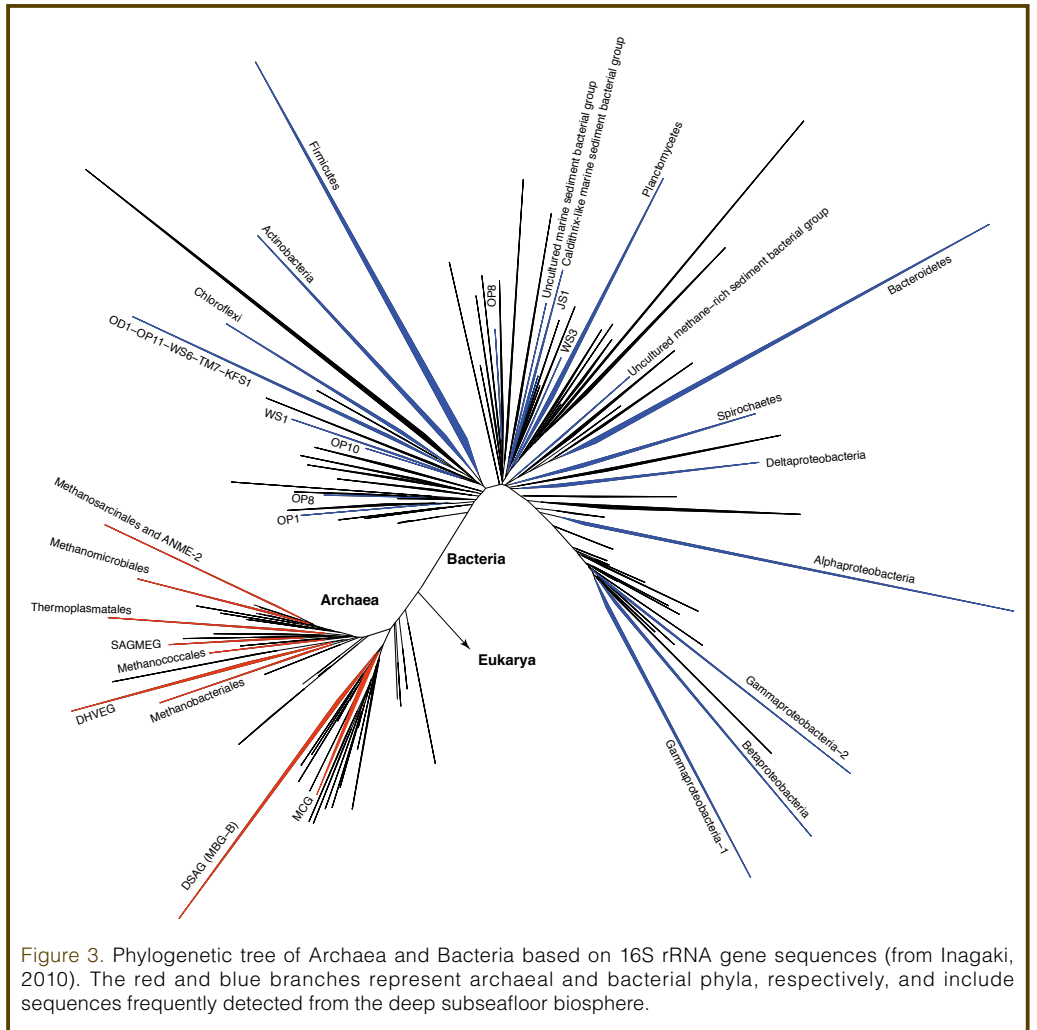 Firmicutes
Actinobacteria
Chloroflexi
OD1–OP11–WS6–TM7–KFS1
WS1
OP10
OP8
OP1
OP8
Uncultured marine sediment bacterial group
Caldithrix-like marine sediment bacterial group
JS1
WS3
Planctomycetes
Uncultured methane–rich sediment bacterial group
Bacteroidetes
Spirochaetes
Deltaproteobacteria
Alphaproteobacteria
Gammaproteobacteria–2
Betaproteobacteria
Gammaproteobacteria–1
Bacteria
Archaea
Eukarya
Methanosarcinales and ANME-2
Methanomicrobiales
Thermoplasmatales
SAGMEG
Methanococcales
DHVEG
Methanobacteriales
MCG
DSAG (MBG–B)
Figure 3. Phylogenetic tree of Archaea and Bacteria based on 16S rRNA gene sequences (from Inagaki,
2010). The red and blue branches represent archaeal and bacterial phyla, respectively, and include
sequences frequently detected from the deep subseafloor biosphere.